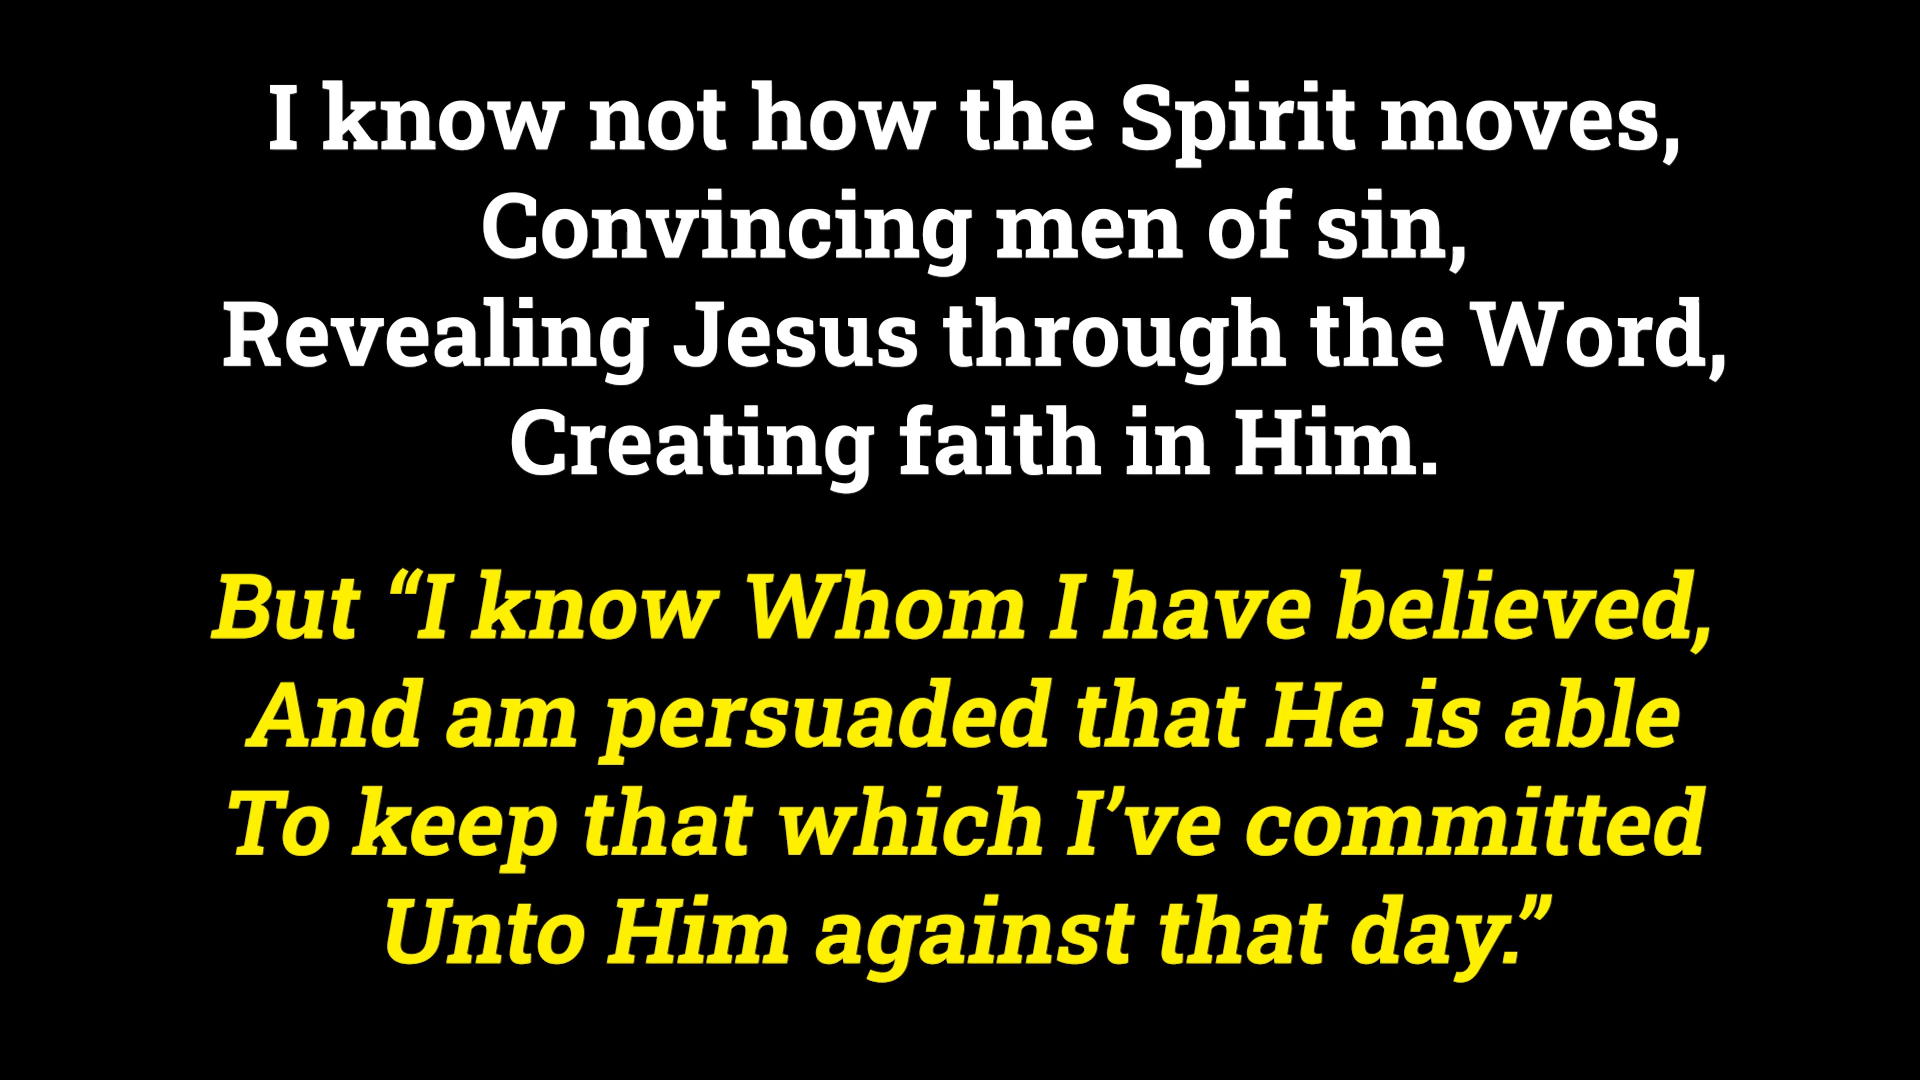 I know not how the Spirit moves,
Convincing men of sin,
Revealing Jesus through the Word,
Creating faith in Him.
But “I know Whom I have believed,
And am persuaded that He is able
To keep that which I’ve committed
Unto Him against that day.”